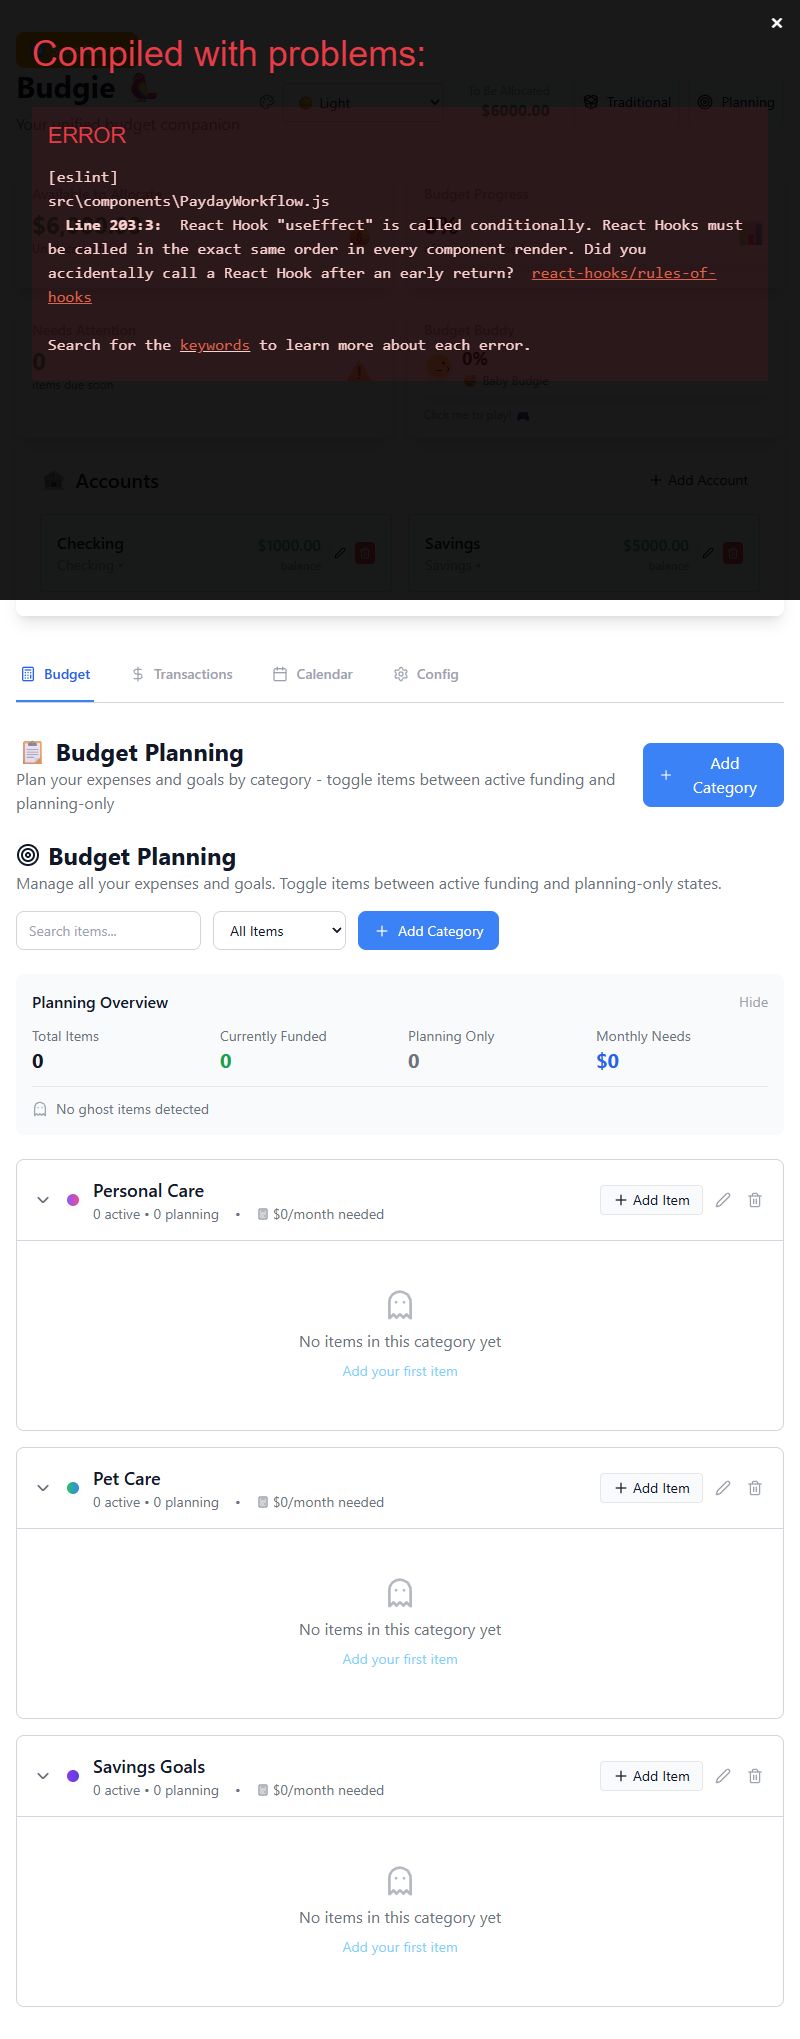 Compiled with problems:
×
Budgie
Your unified budget companion
Light
To Be Allocated
$6000.00
Traditional
Planning
ERROR
[eslint]
src\components\PaydayWorkflow.js
Line 203:3:  React Hook "useEffect" is called conditionally. React Hooks must
be called in the exact same order in every component render. Did you
accidentally call a React Hook after an early return?  react-hooks/rules-of-
hooks
Search for the keywords to learn more about each error.
Available to Allocate
Budget Progress
Needs Attention
0
items due soon
Budget Buddy
0%
Baby Budgie
Click me to play!
Accounts
+ Add Account
Checking
Checking •
$1000.00
balance
Savings
Savings •
$5000.00
balance
Budget
Transactions
Calendar
Config
Budget Planning
Plan your expenses and goals by category - toggle items between active funding and
planning-only
+ Add
Category
Budget Planning
Manage all your expenses and goals. Toggle items between active funding and planning-only states.
Search items...
All Items
+ Add Category
Planning Overview
Hide
Total Items
Currently Funded
Planning Only
Monthly Needs
0
0
0
$0
No ghost items detected
Personal Care
0 active • 0 planning • $0/month needed
+ Add Item
No items in this category yet
Add your first item
Pet Care
0 active • 0 planning • $0/month needed
+ Add Item
No items in this category yet
Add your first item
Savings Goals
0 active • 0 planning • $0/month needed
+ Add Item
No items in this category yet
Add your first item